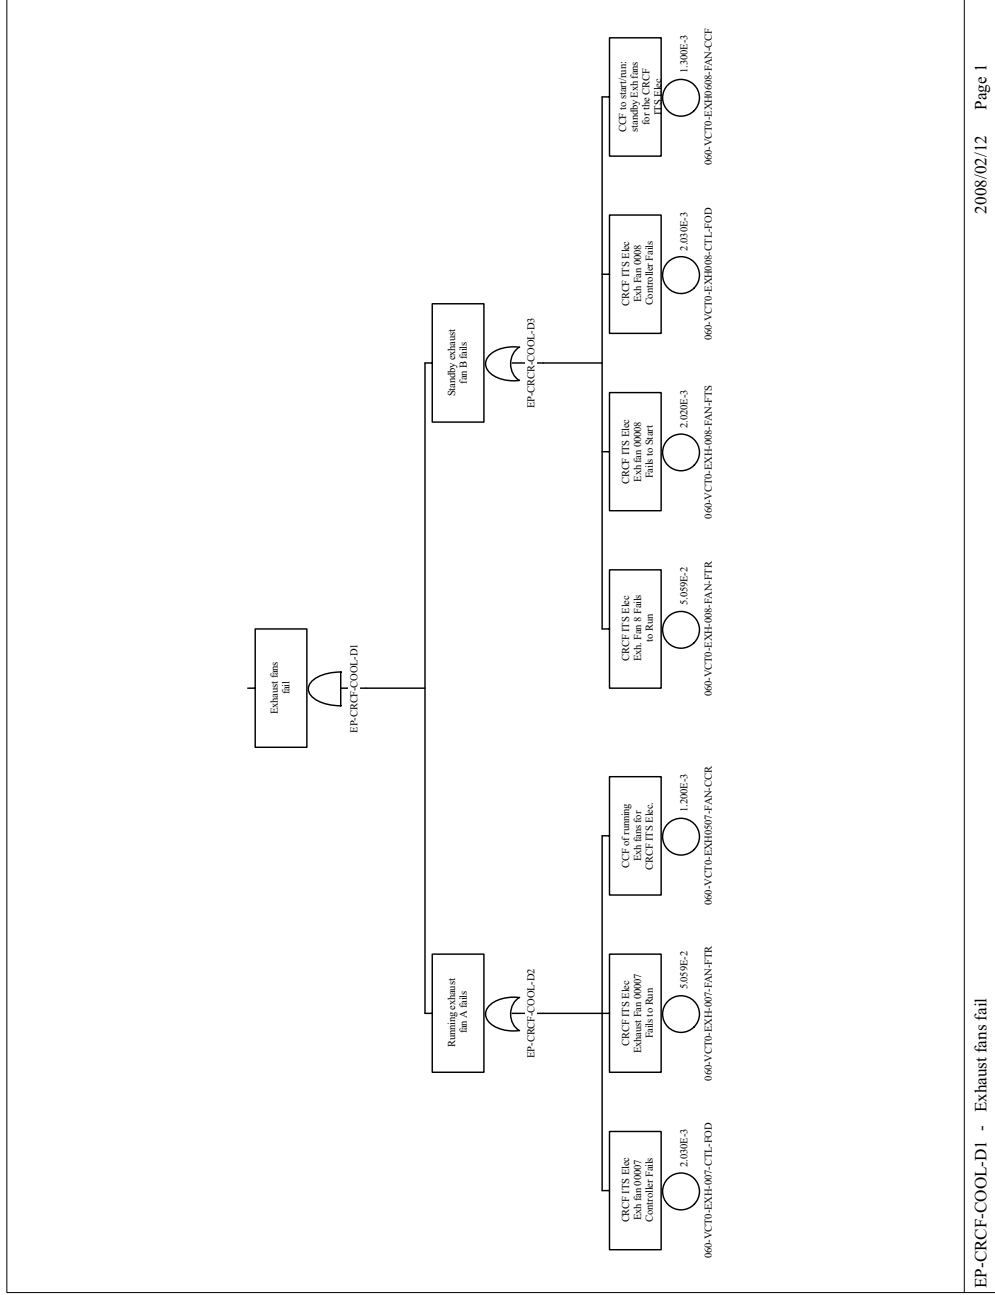 Exhaust fans
fail
EP-CRCF-COOL-D1
Running exhaust
fan A fails
EP-CRCF-COOL-D2
Standby exhaust
fan B fails
EP-CRCR-COOL-D3
CRCF ITS Elec
Exh fan 00007
Controller Fails
2.030E-3
060-VCT0-EXH-007-CTL-FOD
CRCF ITS Elec
Exhaust Fan 00007
Fails to Run
5.059E-2
060-VCT0-EXH-007-FAN-FTR
CCF of running
Exh fans for
CRCF ITS Elec.
1.200E-3
060-VCT0-EXH0507-FAN-CCR
CRCF ITS Elec
Exh. Fan 8 Fails
to Run
5.059E-2
060-VCT0-EXH-008-FAN-FTR
CRCF ITS Elec
Exh fan 00008
Fails to Start
2.020E-3
060-VCT0-EXH-008-FAN-FTS
CRCF ITS Elec
Exh Fan 0008
Controller Fails
2.030E-3
060-VCT0-EXH008-CTL-FOD
CCF to start/run:
standby Exh fans
for the CRCF
ITS Elec
1.300E-3
060-VCT0-EXH0608-FAN-CCF
EP-CRCF-COOL-D1 - Exhaust fans fail
2008/02/12 Page 1